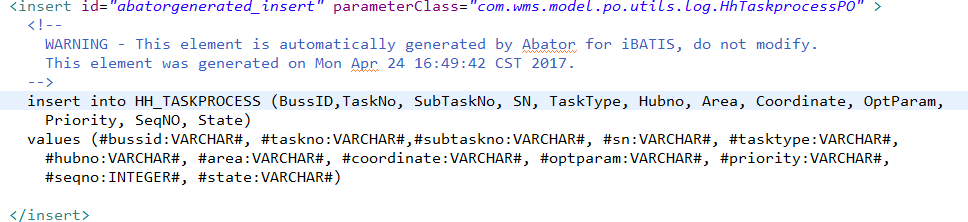 <insert id="abatorgenerated_insert" parameterClass="com.wms.model.po.utils.log.HhTaskprocessPO" >
<!--
WARNING - This element is automatically generated by Abator for iBATIS, do not modify.
This element was generated on Mon Apr 24 16:49:42 CST 2017.
-->
insert into HH_TASKPROCESS (BussID,TaskNo, SubTaskNo, SN, TaskType, Hubno, Area, Coordinate, OptParam,
Priority, SeqNO, State)
values (#bussid:VARCHAR#, #taskno:VARCHAR#,#subtaskno:VARCHAR#, #sn:VARCHAR#, #tasktype:VARCHAR#,
#hubno:VARCHAR#, #area:VARCHAR#, #coordinate:VARCHAR#, #optparam:VARCHAR#, #priority:VARCHAR#,
#seqno:INTEGER#, #state:VARCHAR#)
</insert>